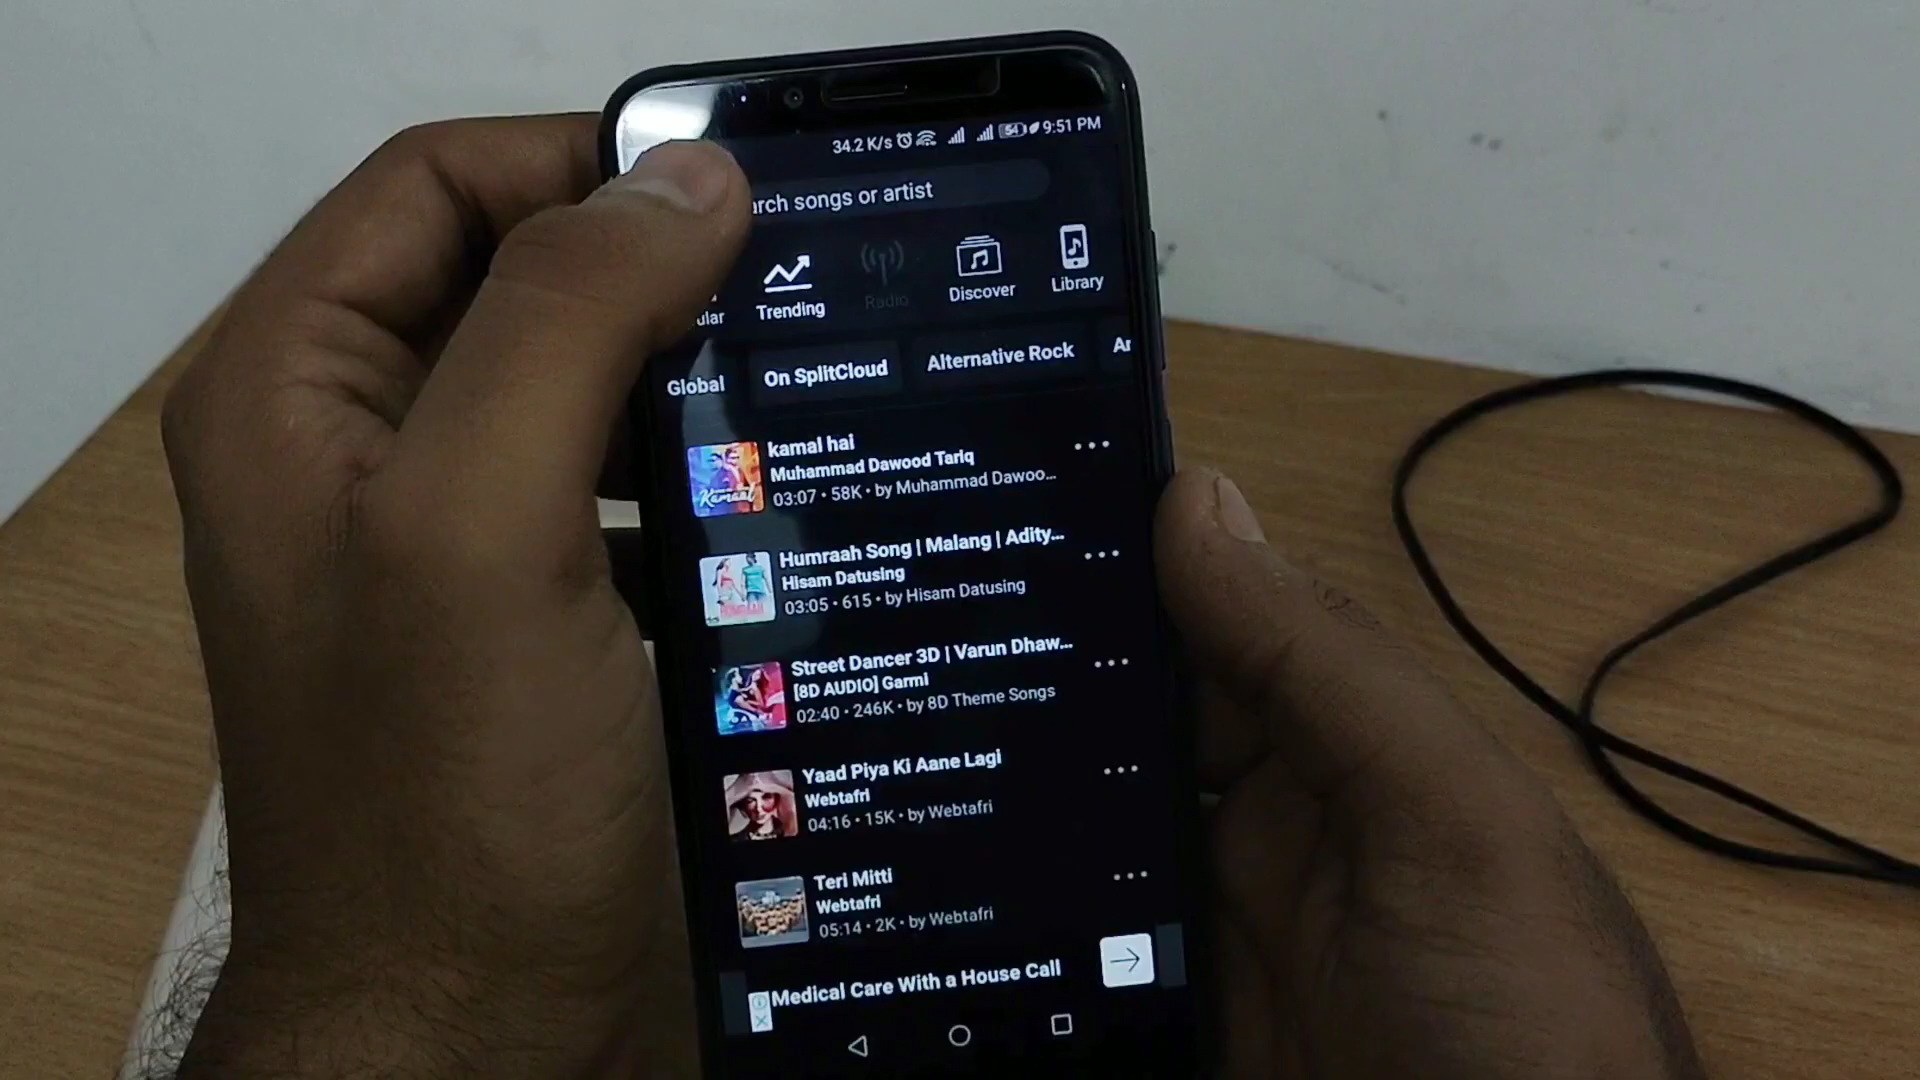 34.2 K/s 54 9:51 PM
arch songs or artist
ular
Trending
Radio
Discover
Library
Global
On SplitCloud
Alternative Rock
Ar
kamal hai
Muhammad Dawood Tariq
03:07 • 58K • by Muhammad Dawoo...
Kamaal
Humraah Song | Malang | Adity...
Hisam Datusing
03:05 • 615 • by Hisam Datusing
Street Dancer 3D | Varun Dhaw...
[8D AUDIO] Garmi
02:40 • 246K • by 8D Theme Songs
Yaad Piya Ki Aane Lagi
Webtafri
04:16 • 15K • by Webtafri
Teri Mitti
Webtafri
05:14 • 2K • by Webtafri
Medical Care With a House Call